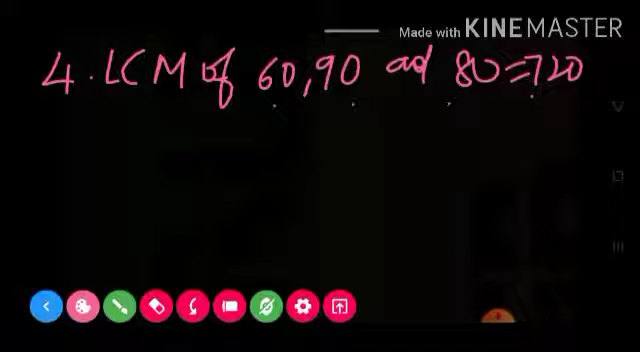 Made with KINEMASTER
4. LCM of 60, 90 and 80 = 720